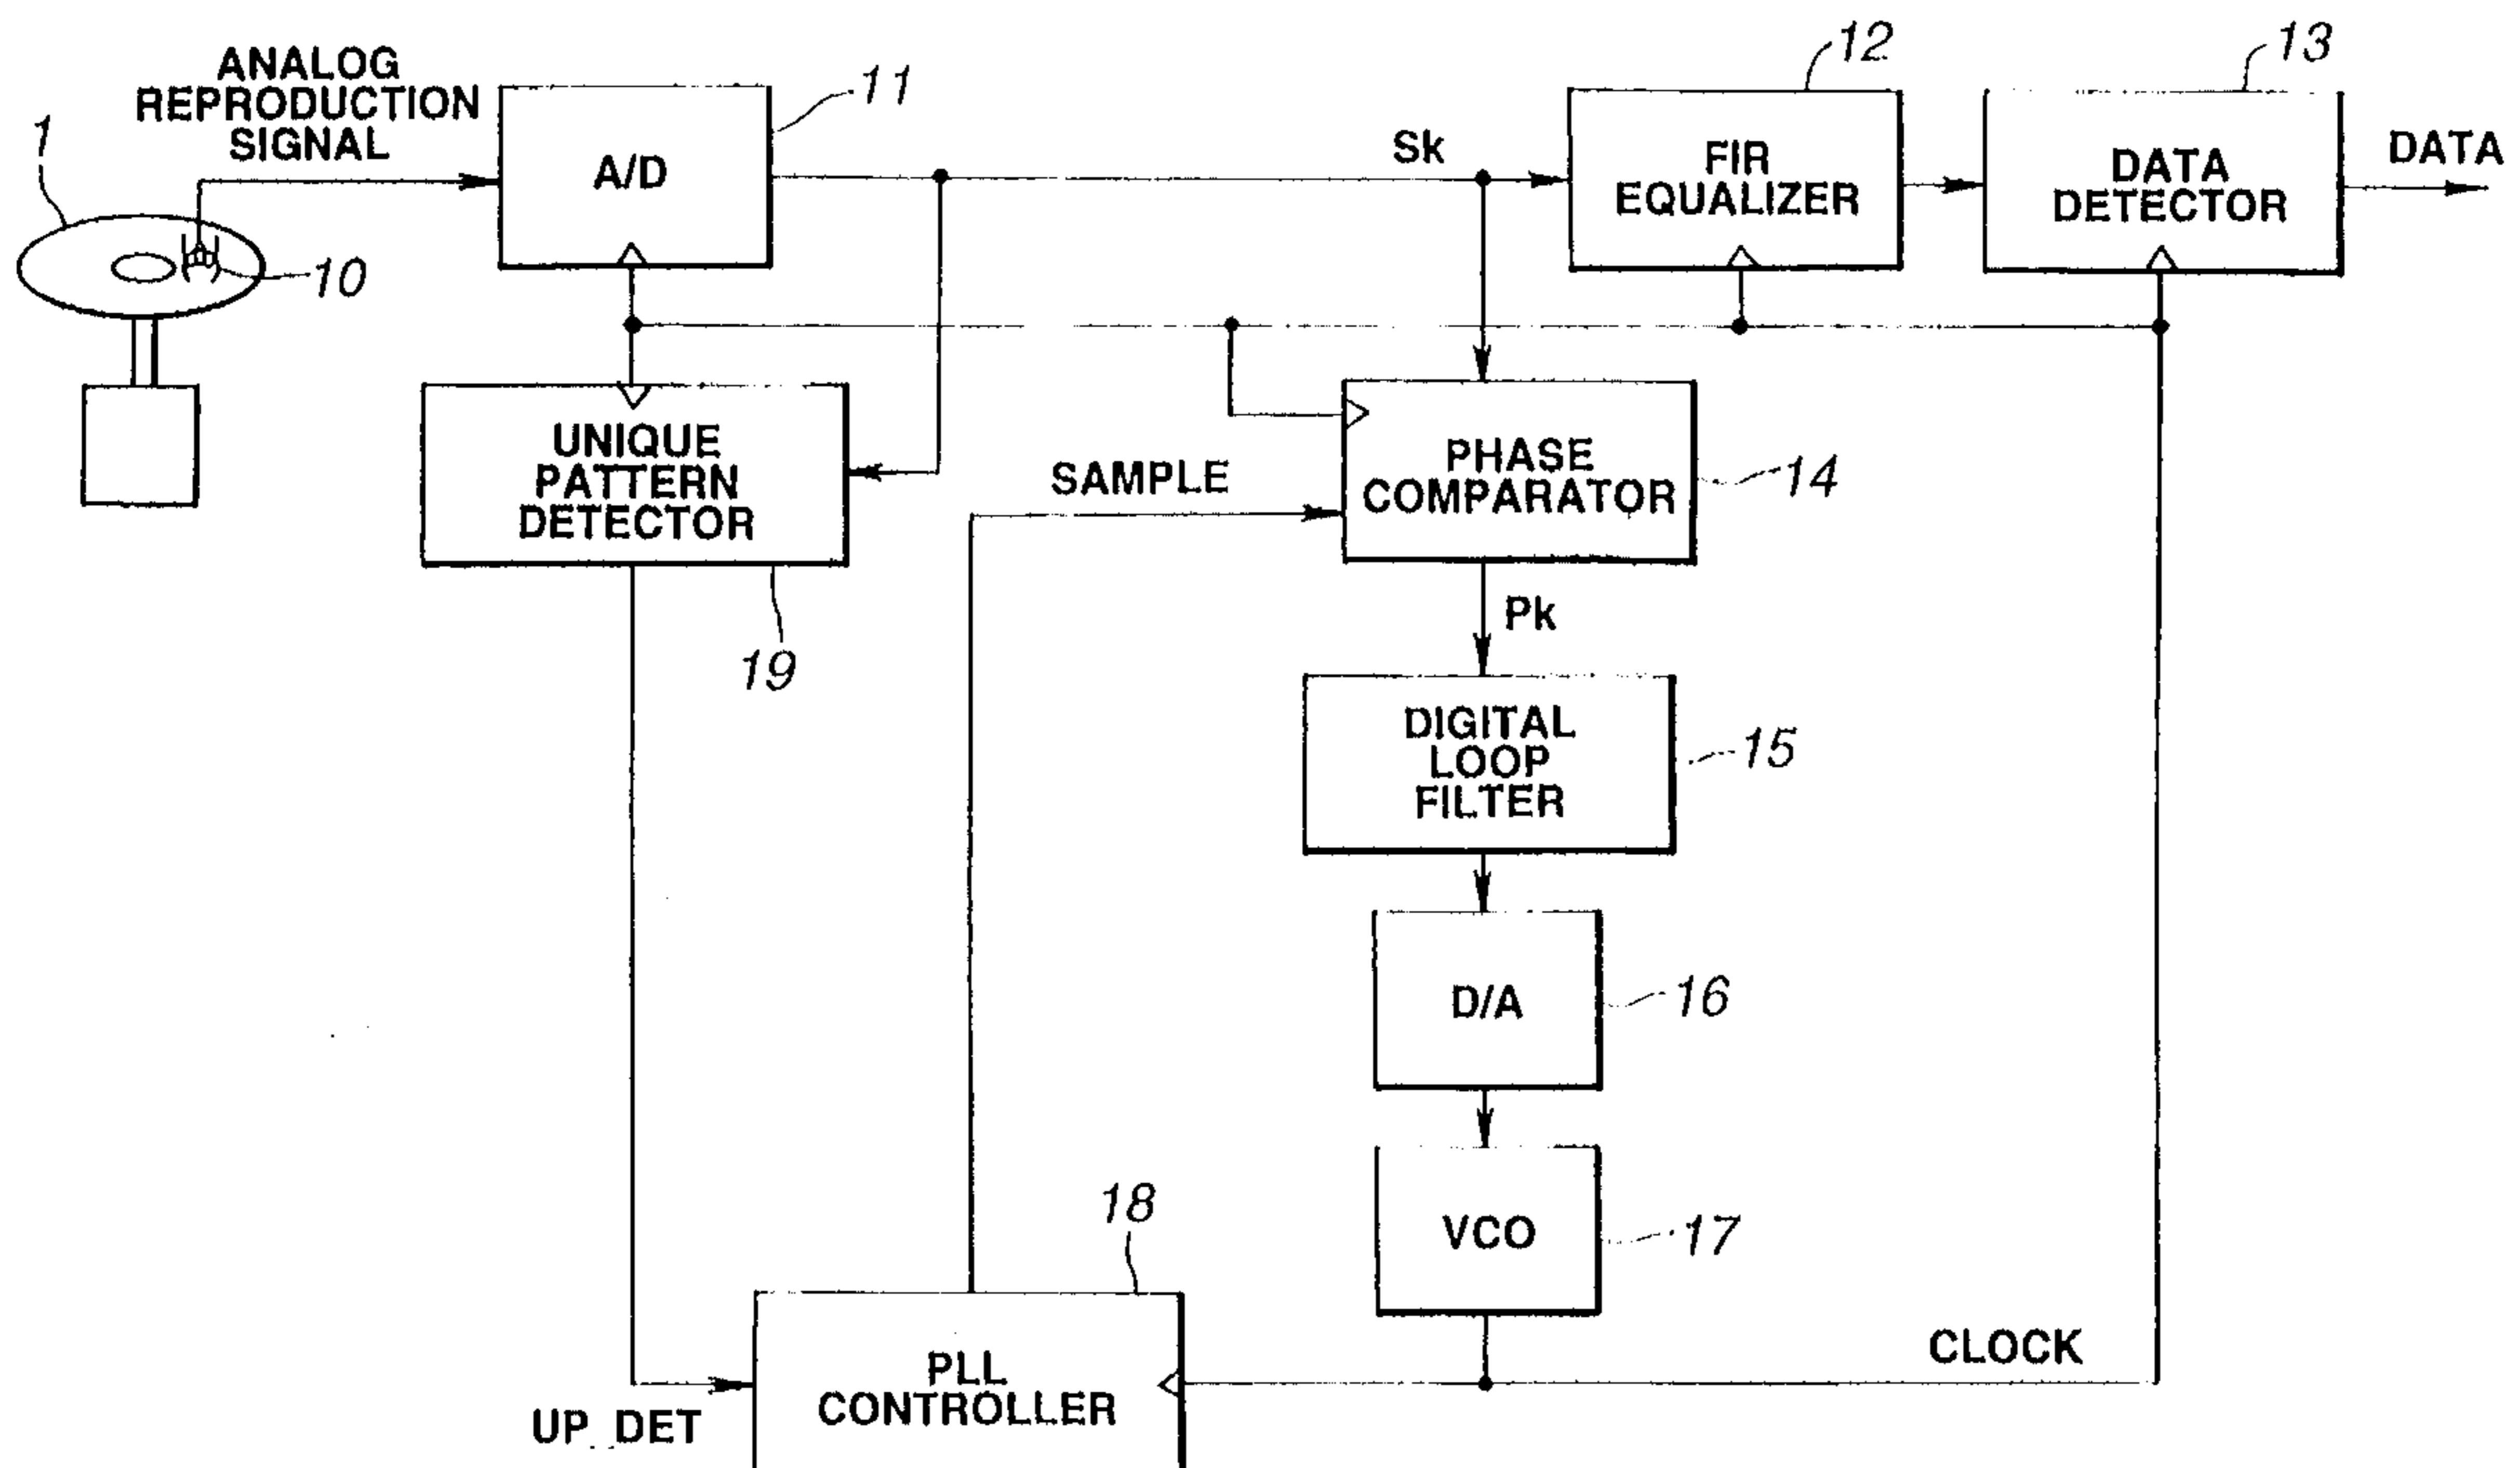 12
13
ANALOG
REPRODUCTION
SIGNAL
11
1
A/D
Sk
FIR
EQUALIZER
DATA
DETECTOR
DATA
10
UNIQUE
PATTERN
DETECTOR
SAMPLE
PHASE
COMPARATOR
14
Pk
19
DIGITAL
LOOP
FILTER
15
D/A
16
18
VCO
17
CLOCK
PLL
CONTROLLER
UP_DET